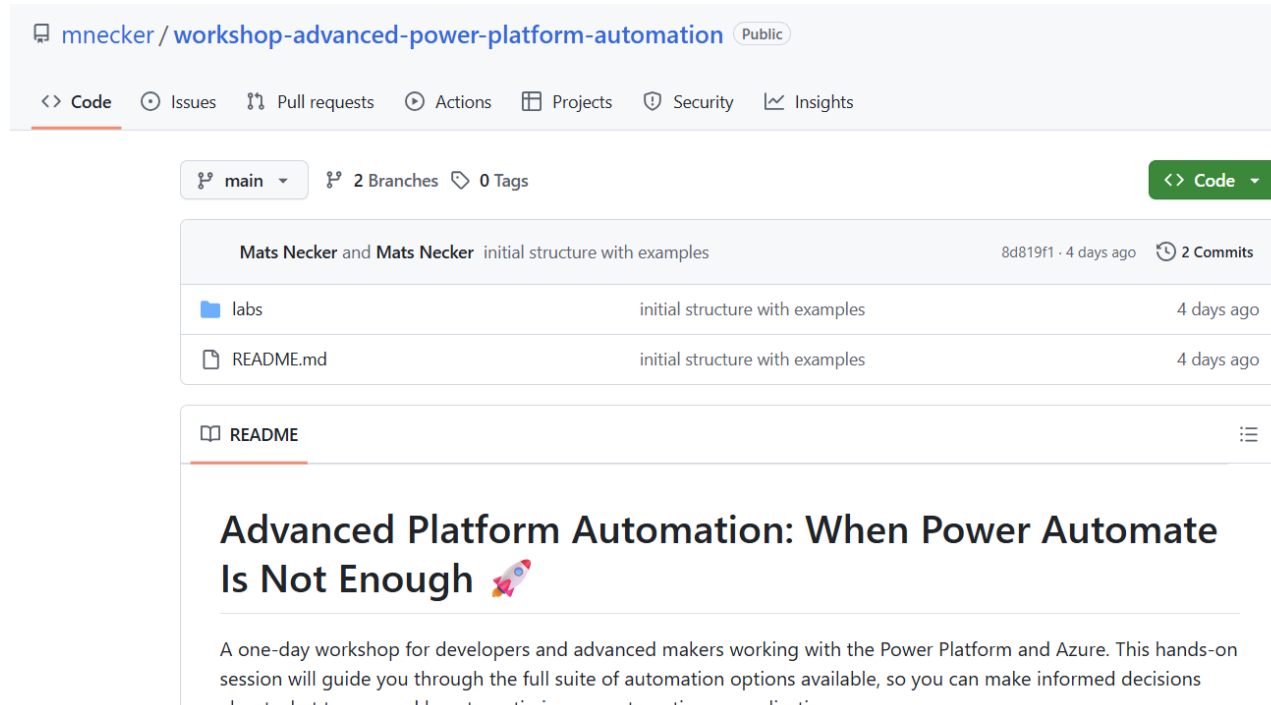 mnecker / workshop-advanced-power-platform-automation Public
Code Issues Pull requests Actions Projects Security Insights
main 2 Branches 0 Tags Code
Mats Necker and Mats Necker initial structure with examples 8d819f1 · 4 days ago 2 Commits
labs initial structure with examples 4 days ago
README.md initial structure with examples 4 days ago
README
Advanced Platform Automation: When Power Automate
Is Not Enough 🚀
A one-day workshop for developers and advanced makers working with the Power Platform and Azure. This hands-on
session will guide you through the full suite of automation options available, so you can make informed decisions